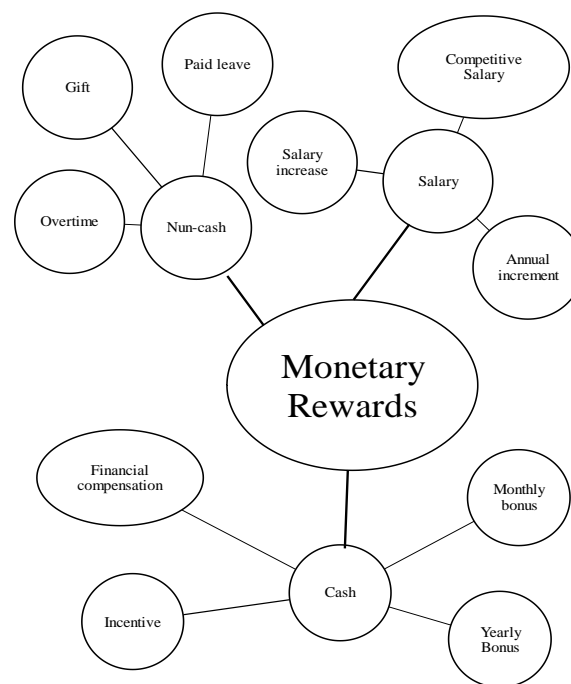 Competitive
Salary
Paid leave
Gift
Salary
increase
Salary
Overtime
Nun-cash
Annual
increment
Monetary
Rewards
Financial
compensation
Monthly
bonus
Cash
Incentive
Yearly
Bonus